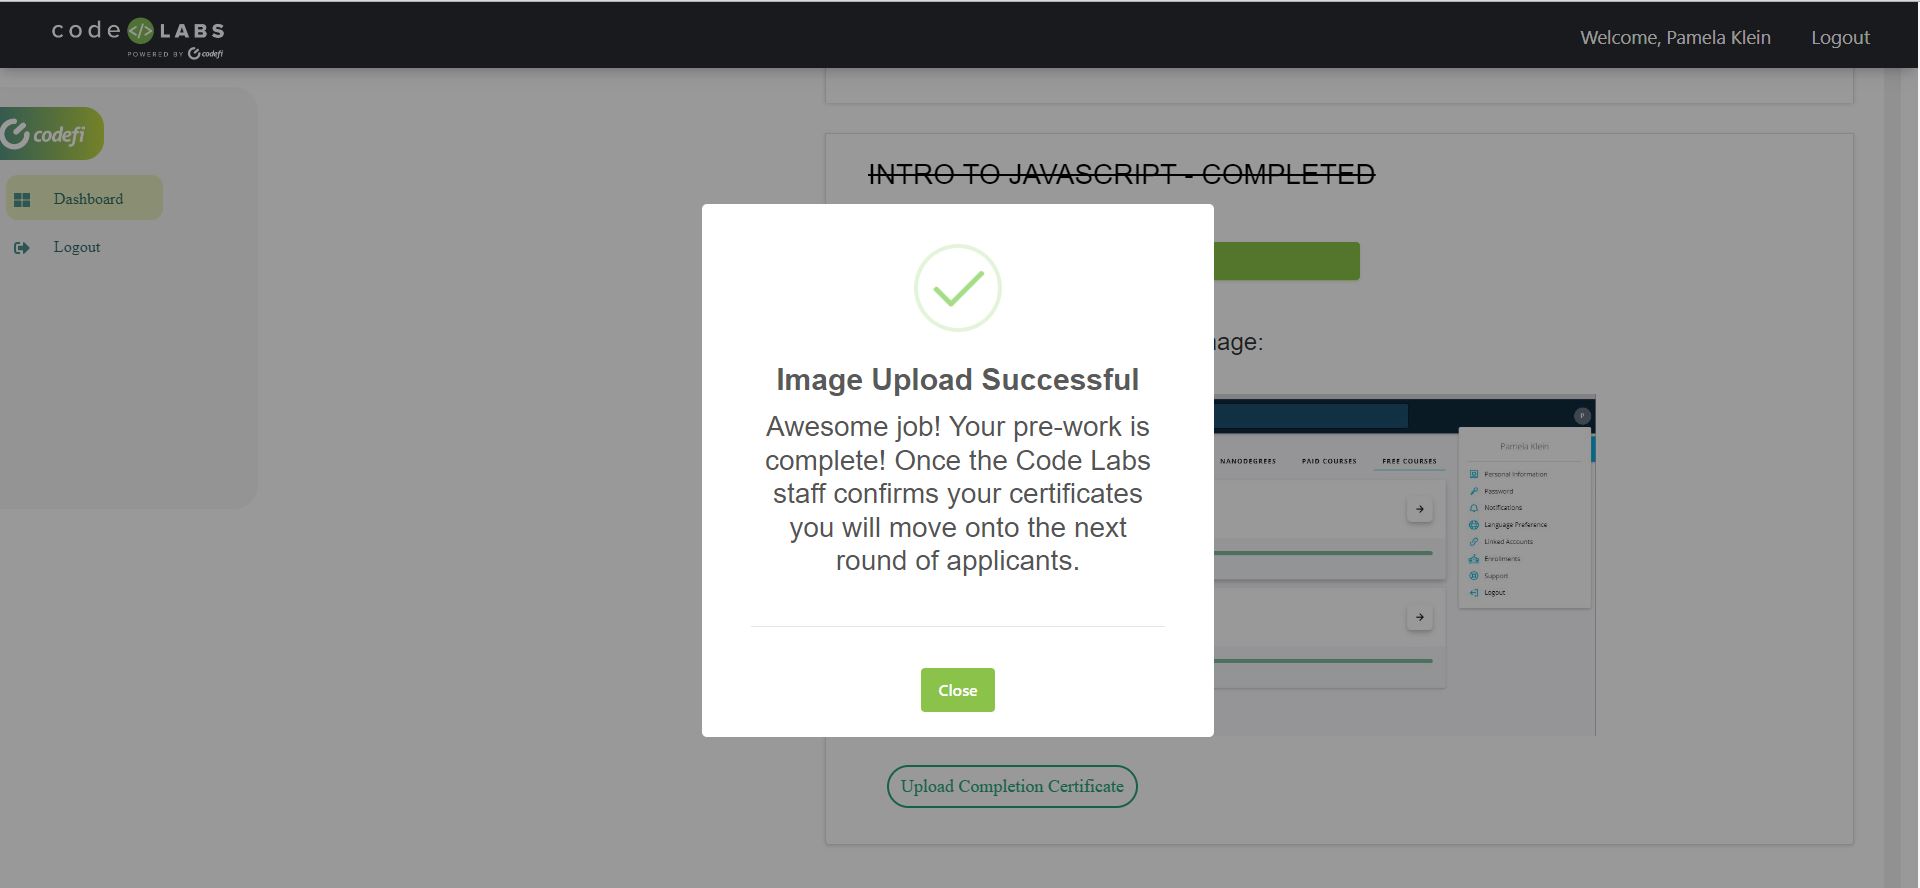 code </> LABS
POWERED BY codefi
Welcome, Pamela Klein
Logout
codefi
Dashboard
Logout
INTRO TO JAVASCRIPT - COMPLETED
Image Upload Successful
Awesome job! Your pre-work is
complete! Once the Code Labs
staff confirms your certificates
you will move onto the next
round of applicants.
Close
nage:
P
NANODEGREES
PAID COURSES
FREE COURSES
Pamela Klein
Personal Information
Password
Notifications
Language Preference
Linked Accounts
Enrollments
Support
Logout
Upload Completion Certificate